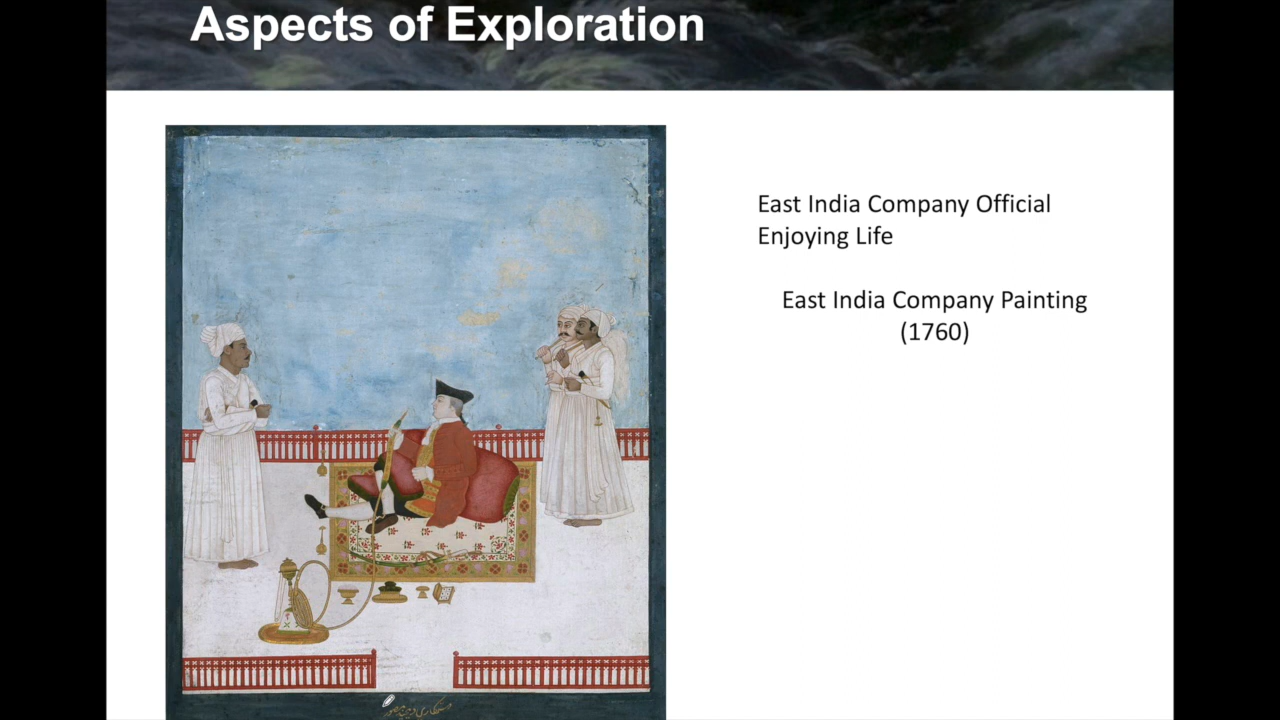 Aspects of Exploration
East India Company Official
Enjoying Life
East India Company Painting
(1760)